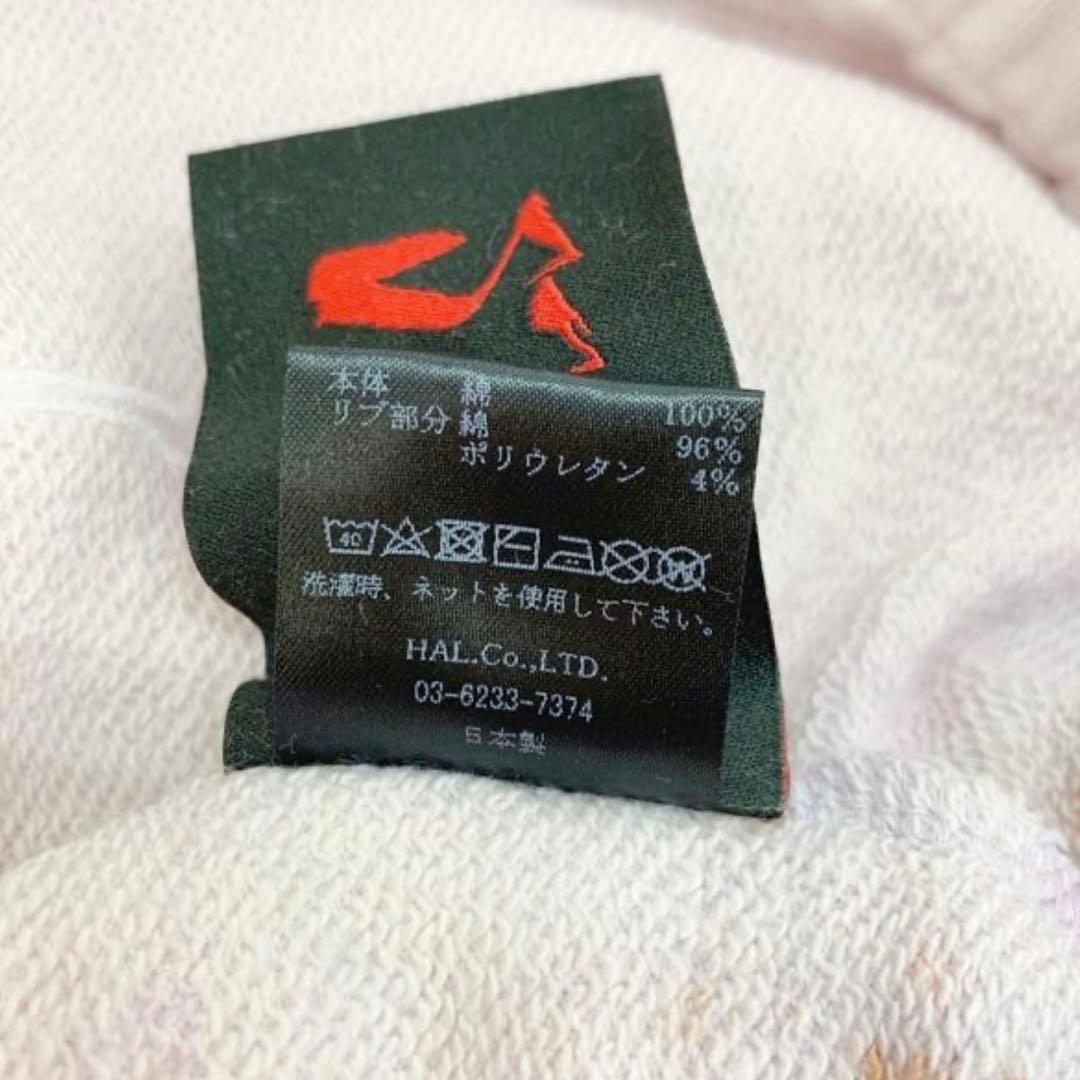 本体 綿 100%
リブ部分 綿 96%
ポリウレタン 4%
40
W
洗濯時、ネットを使用して下さい。
HAL.Co.,LTD.
03-6233-7374
日本製